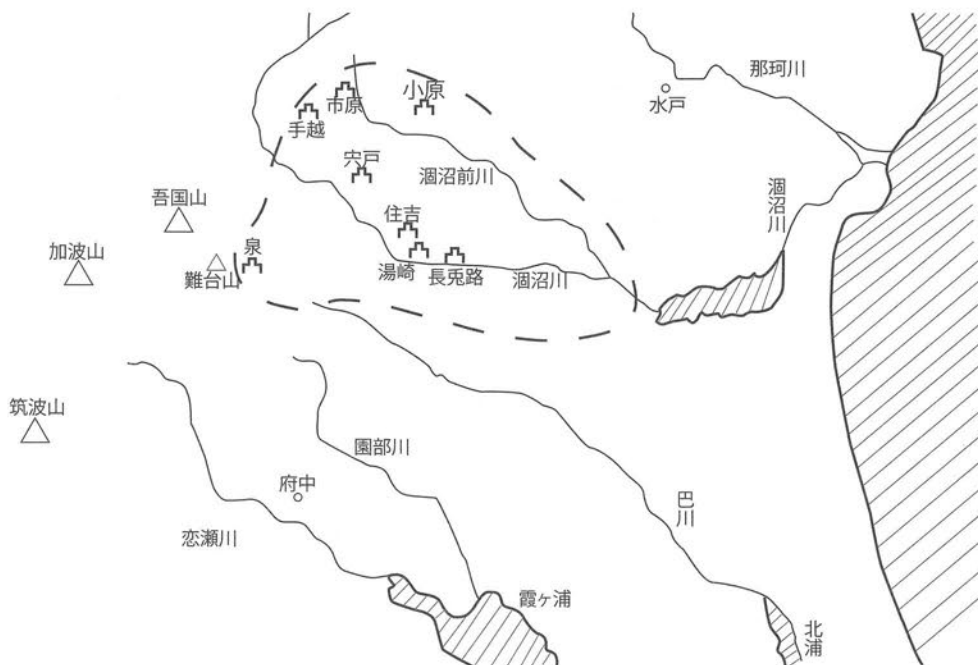 那珂川
水戸
小原
市原
手越
宍戸
涸沼前川
涸沼川
吾国山
加波山
難台山
泉
住吉
湯崎
長兎路
涸沼川
筑波山
園部川
府中
恋瀬川
巴川
霞ヶ浦
北浦